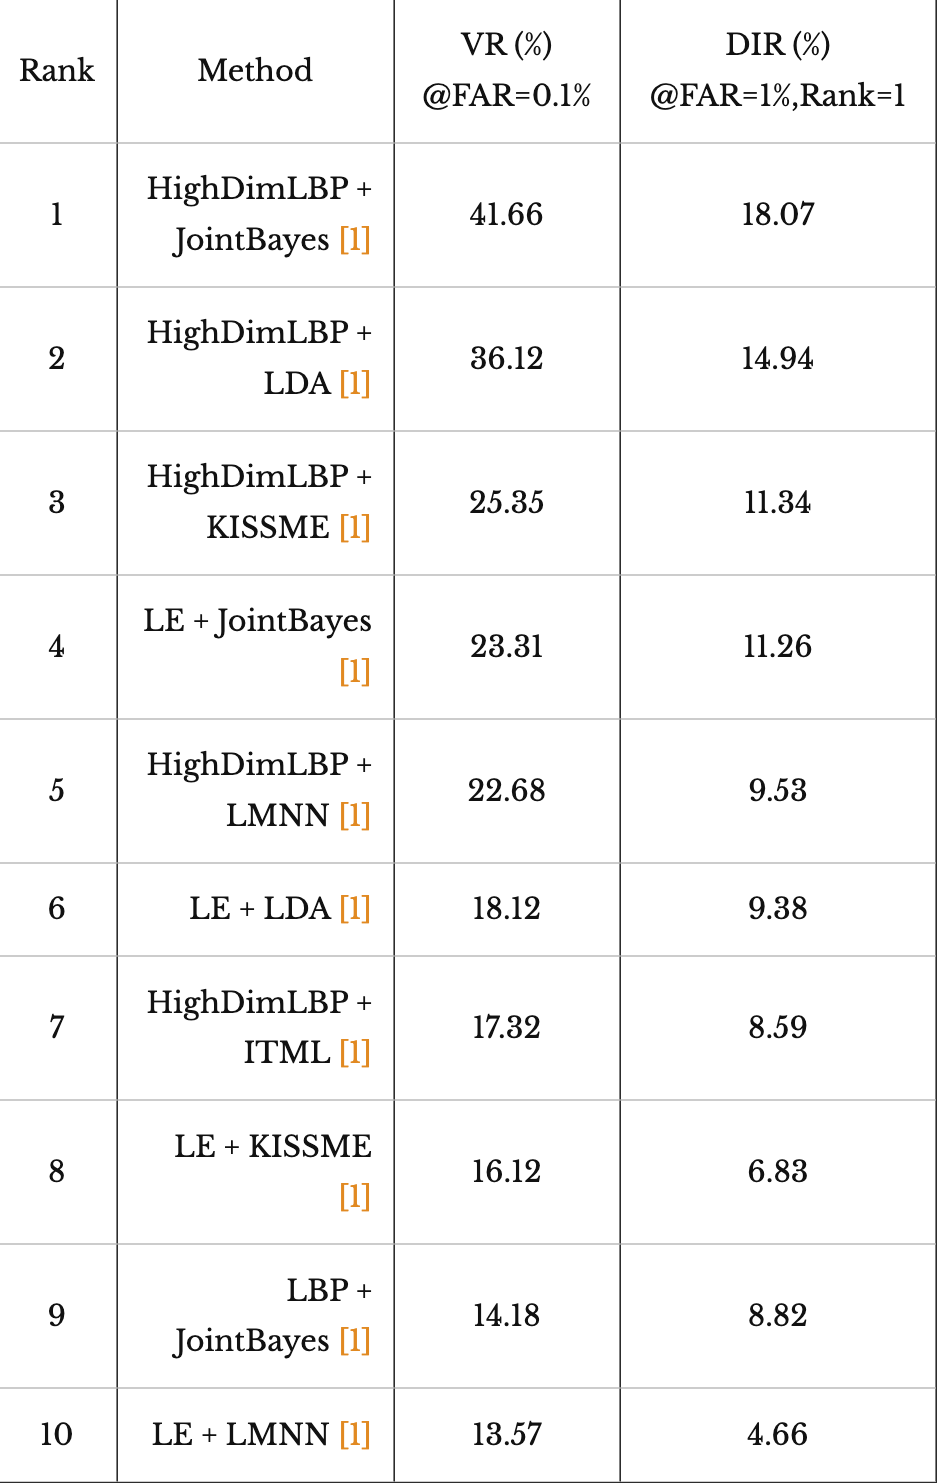 Rank Method VR (%) DIR (%)
@FAR=0.1% @FAR=1%,Rank=1
1 HighDimLBP + 41.66 18.07
JointBayes [1]
2 HighDimLBP + 36.12 14.94
LDA [1]
3 HighDimLBP + 25.35 11.34
KISSME [1]
4 LE + JointBayes 23.31 11.26
[1]
5 HighDimLBP + 22.68 9.53
LMNN [1]
6 LE + LDA [1] 18.12 9.38
7 HighDimLBP + 17.32 8.59
ITML [1]
8 LE + KISSME 16.12 6.83
[1]
9 LBP + 14.18 8.82
JointBayes [1]
10 LE + LMNN [1] 13.57 4.66